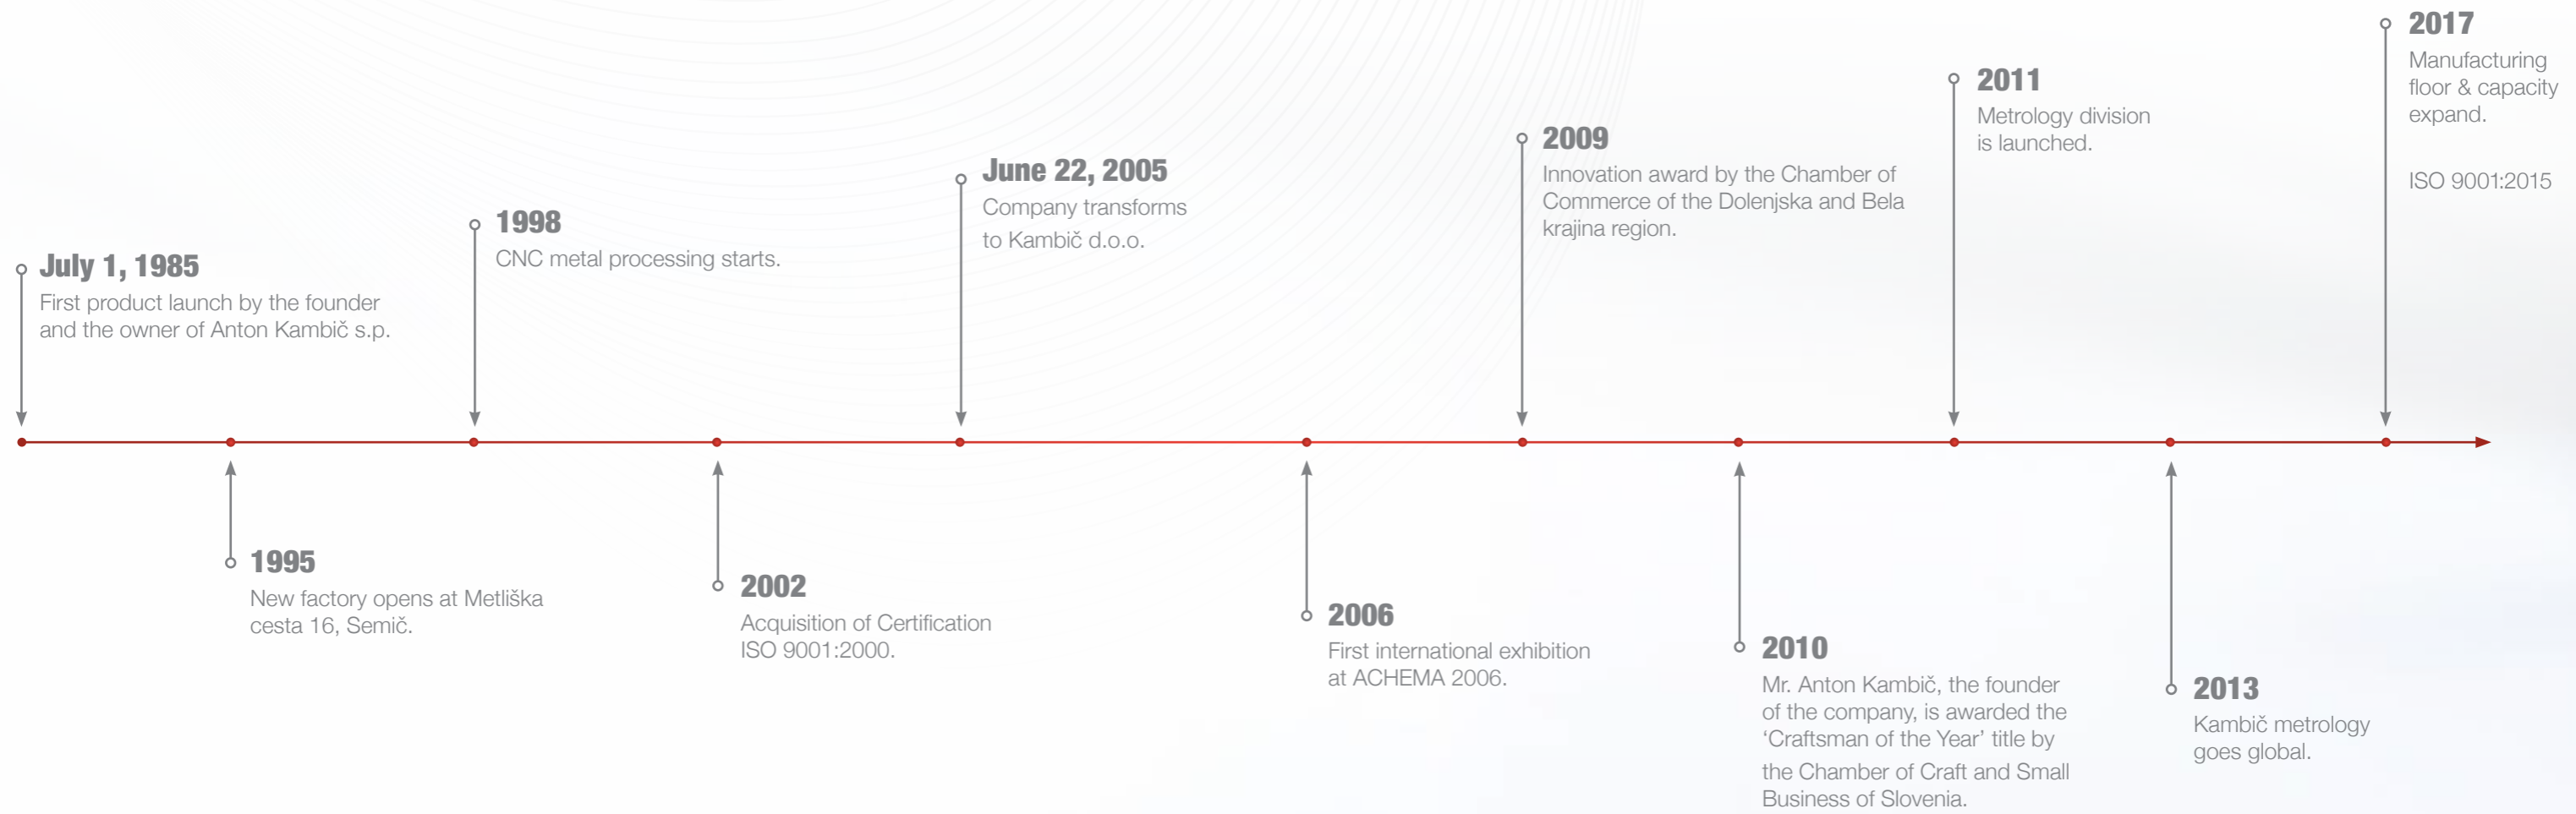 July 1, 1985
First product launch by the founder
and the owner of Anton Kambič s.p.
1995
New factory opens at Metliška
cesta 16, Semič.
1998
CNC metal processing starts.
2002
Acquisition of Certification
ISO 9001:2000.
June 22, 2005
Company transforms
to Kambič d.o.o.
2006
First international exhibition
at ACHEMA 2006.
2009
Innovation award by the Chamber of
Commerce of the Dolenjska and Bela
krajina region.
2010
Mr. Anton Kambič, the founder
of the company, is awarded the
‘Craftsman of the Year’ title by
the Chamber of Craft and Small
Business of Slovenia.
2011
Metrology division
is launched.
2013
Kambič metrology
goes global.
2017
Manufacturing
floor & capacity
expand.
ISO 9001:2015